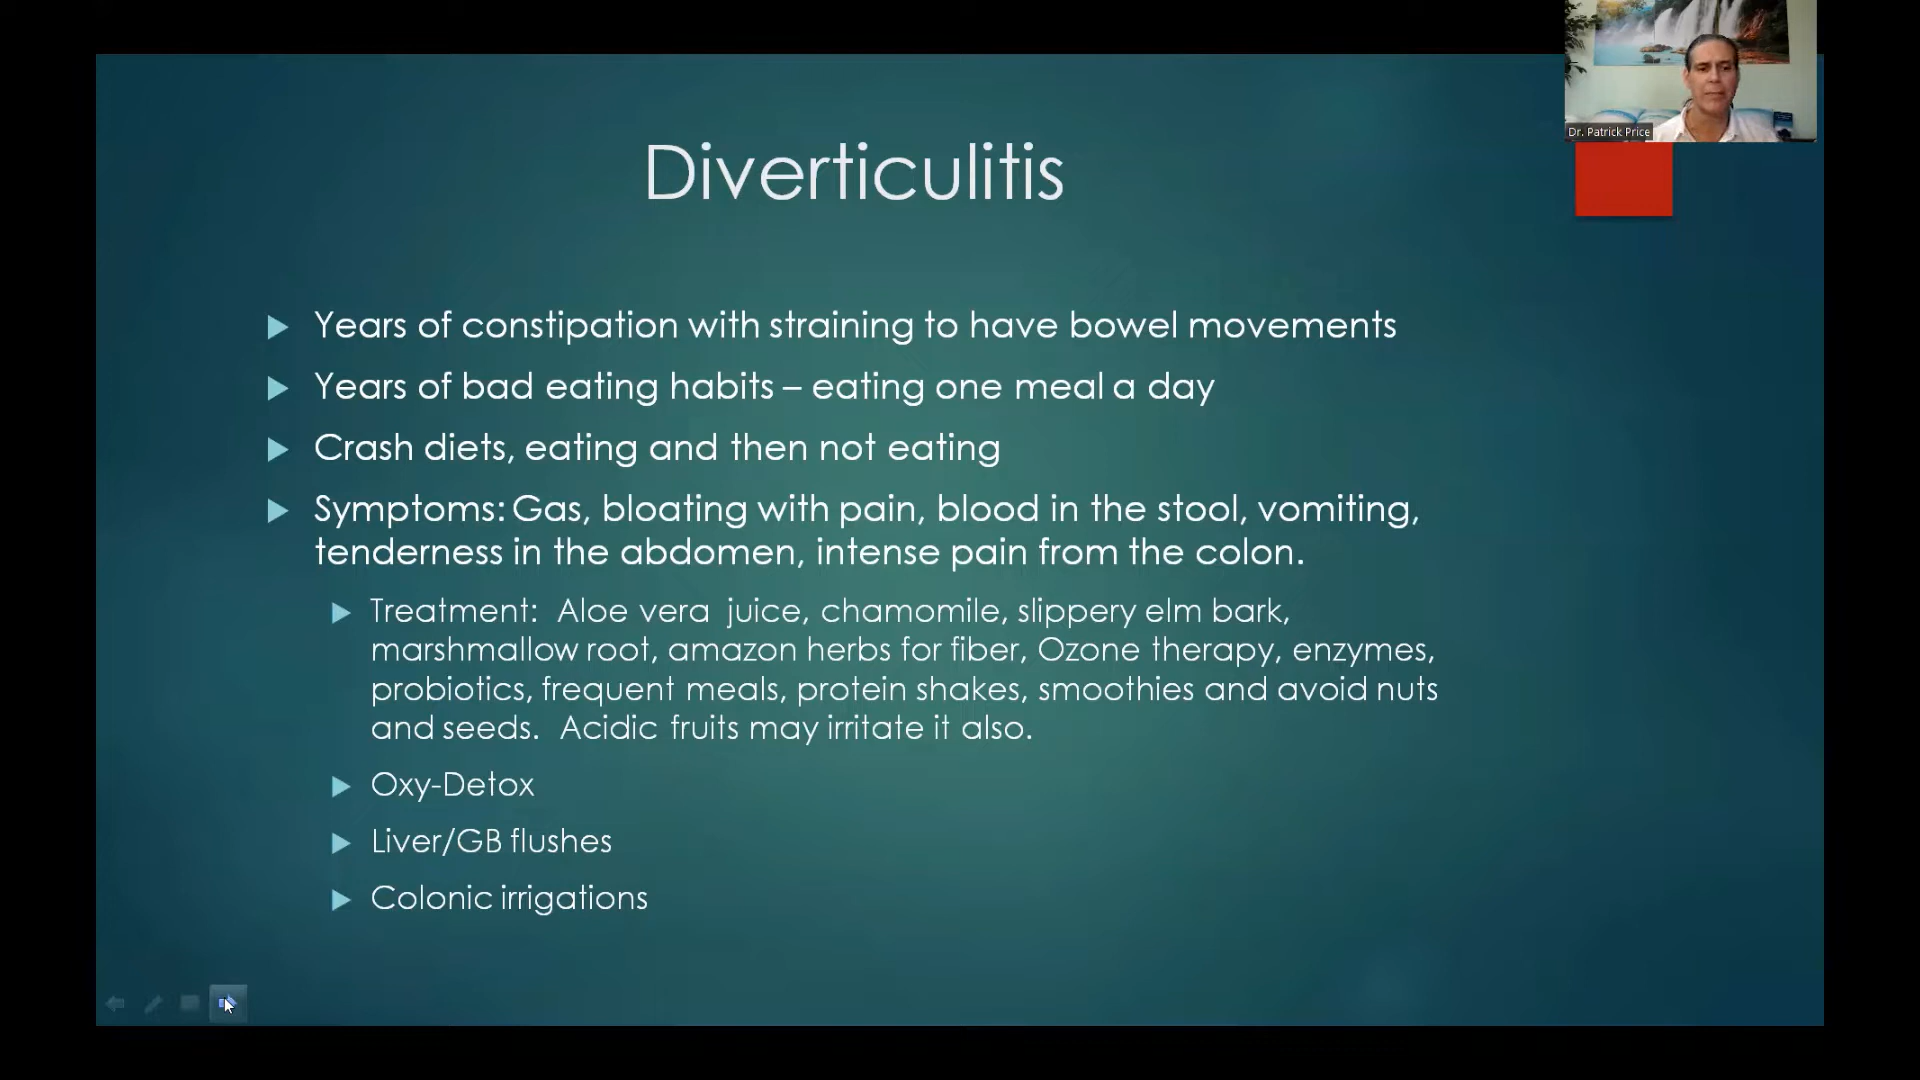 Dr. Patrick Price
Diverticulitis
Years of constipation with straining to have bowel movements
Years of bad eating habits – eating one meal a day
Crash diets, eating and then not eating
Symptoms: Gas, bloating with pain, blood in the stool, vomiting,
tenderness in the abdomen, intense pain from the colon.
Treatment:  Aloe vera  juice, chamomile, slippery elm bark,
marshmallow root, amazon herbs for fiber, Ozone therapy, enzymes,
probiotics, frequent meals, protein shakes, smoothies and avoid nuts
and seeds.  Acidic fruits may irritate it also.
Oxy-Detox
Liver/GB flushes
Colonic irrigations